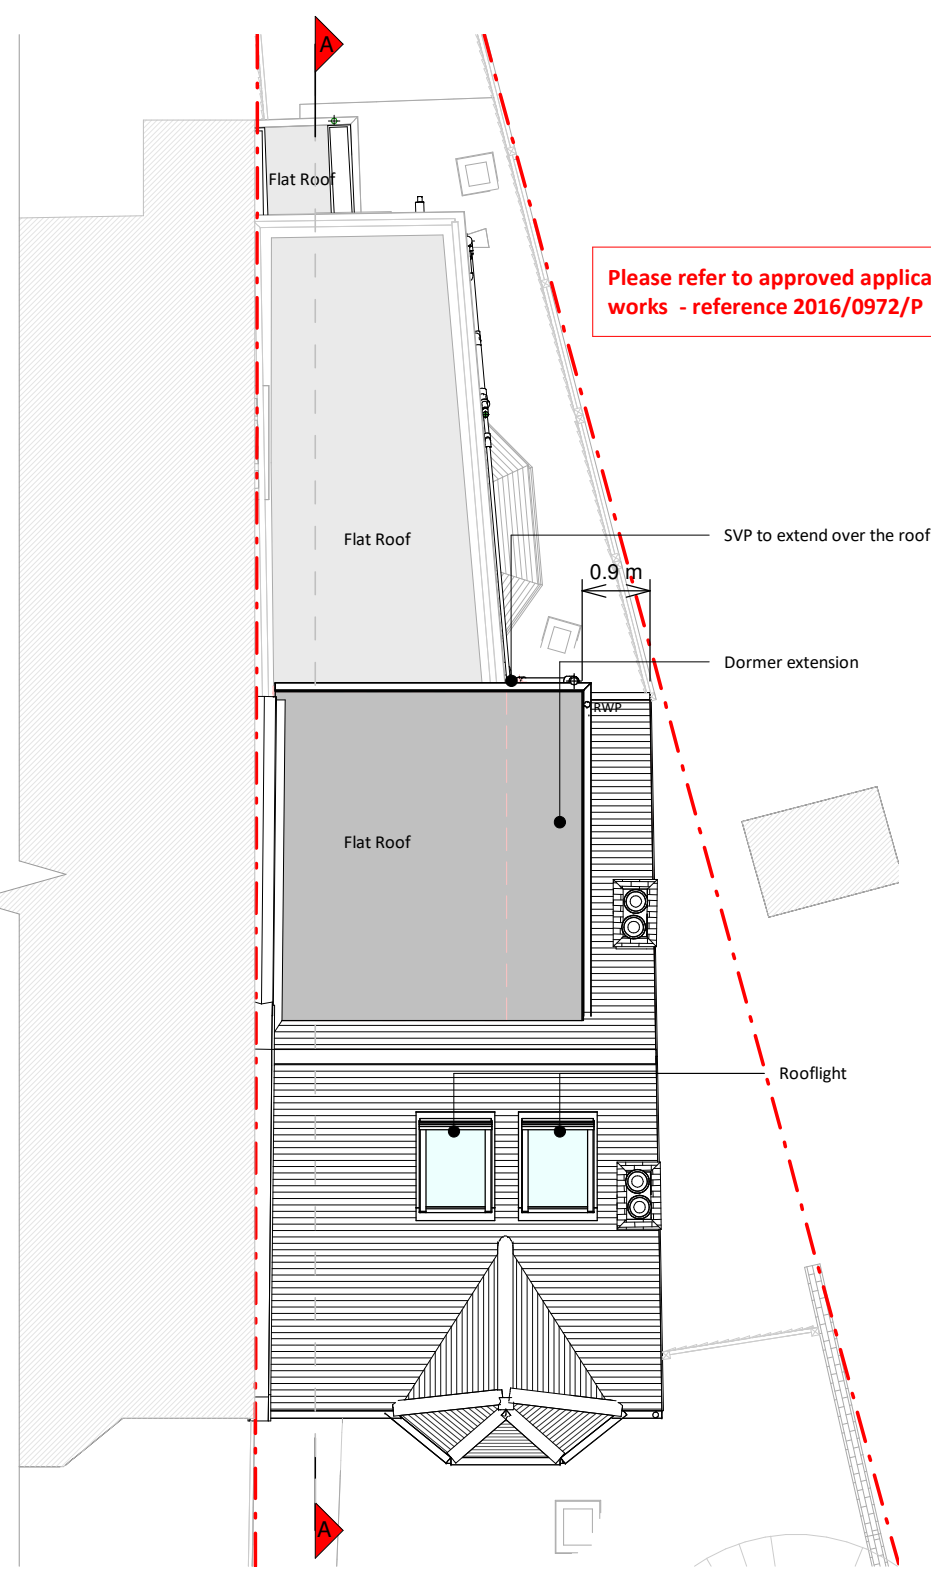 A
Flat Roof
Please refer to approved applica
works - reference 2016/0972/P
Flat Roof
SVP to extend over the roof
0.9 m
Dormer extension
RWP
Flat Roof
Rooflight
A